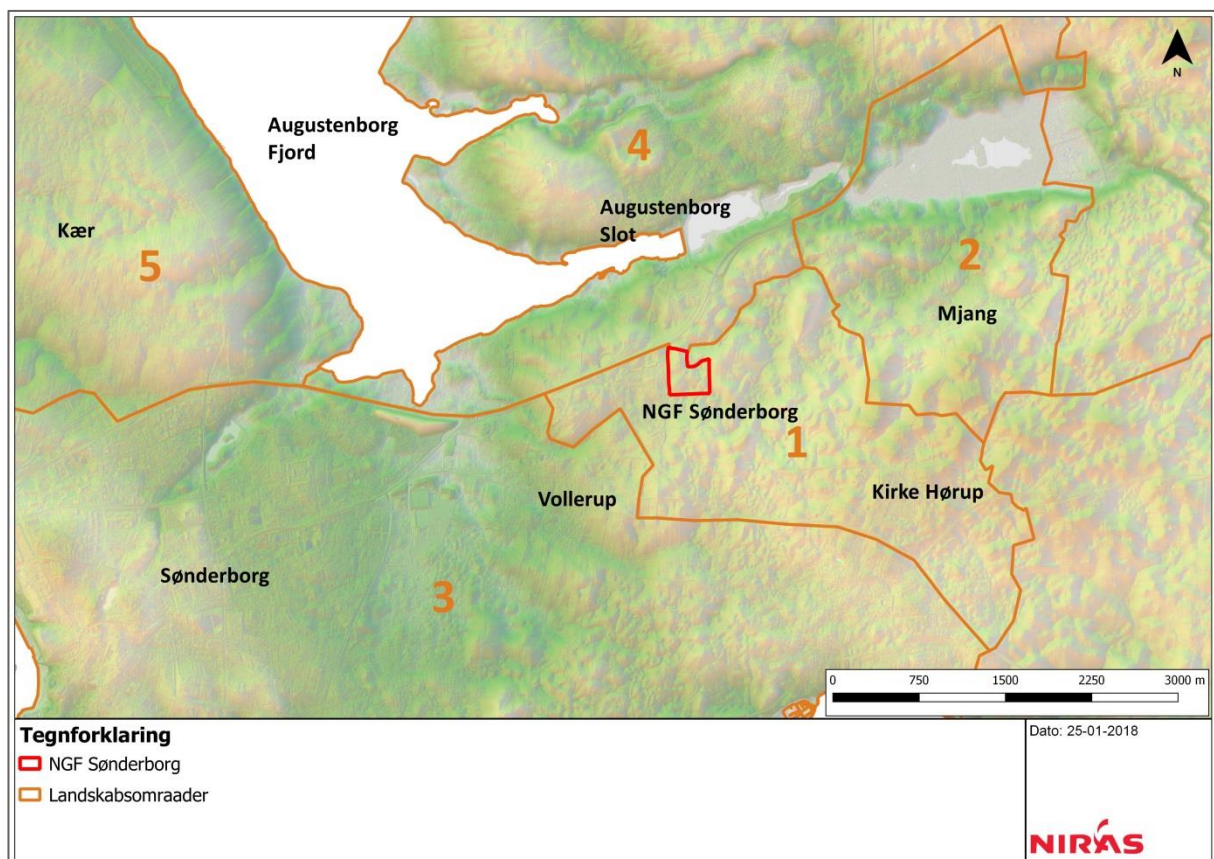 N
Augustenborg
Fjord
4
Augustenborg
Slot
Kær
5
2
Mjang
NGF Sønderborg
1
Kirke Hørup
Vollerup
Sønderborg
3
0 750 1500 2250 3000 m
Tegnforklaring
NGF Sønderborg
Landskabsomraader
Dato: 25-01-2018
NIRÁS